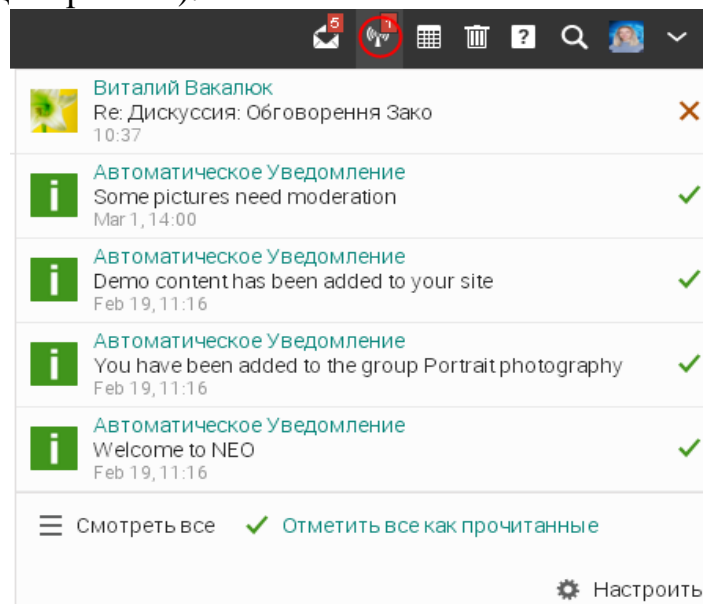 5 1 ?
Виталий Вакалюк
Re: Дискуссия: Обговорення Зако
10:37
Автоматическое Уведомление
Some pictures need moderation
Mar 1, 14:00
Автоматическое Уведомление
Demo content has been added to your site
Feb 19, 11:16
Автоматическое Уведомление
You have been added to the group Portrait photography
Feb 19, 11:16
Автоматическое Уведомление
Welcome to NEO
Feb 19, 11:16
Смотреть все Отметить все как прочитанные
Настроить